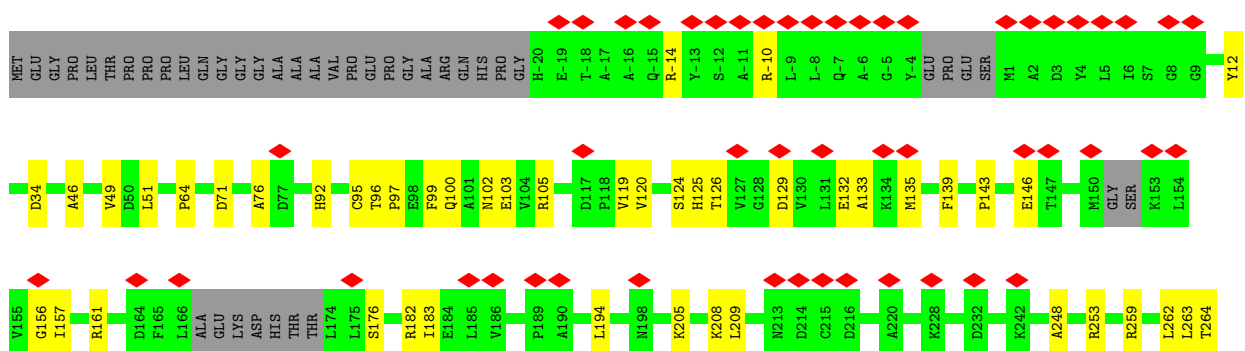 MET GLU GLY PRO LEU THR PRO PRO PRO LEU GLN GLY GLY GLY ALA ALA ALA VAL PRO GLU PRO GLY ALA ARG GLN HIS PRO GLY H-20 E-19 T-18 A-17 A-16 Q-15 R-14 Y-13 S-12 A-11 R-10 L-9 L-8 Q-7 A-6 G-5 Y-4 GLU PRO GLU SER M1 A2 D3 Y4 L5 I6 S7 G8 G9 Y12
D34 A46 V49 D50 L51 P64 D71 A76 D77 H92 C95 T96 P97 E98 F99 Q100 A101 N102 E103 V104 R105 D117 P118 V119 V120 S124 H125 T126 V127 G128 D129 V130 L131 E132 A133 K134 M135 F139 P143 E146 T147 M150 GLY SER K153 L154
V155 G156 I157 R161 D164 F165 L166 ALA GLU LYS ASP HIS THR THR L174 L175 S176 R182 I183 E184 L185 V186 P189 A190 L194 N198 K205 K208 L209 N213 D214 C215 D216 A220 K228 D232 K242 A248 R253 R259 L262 L263 T264